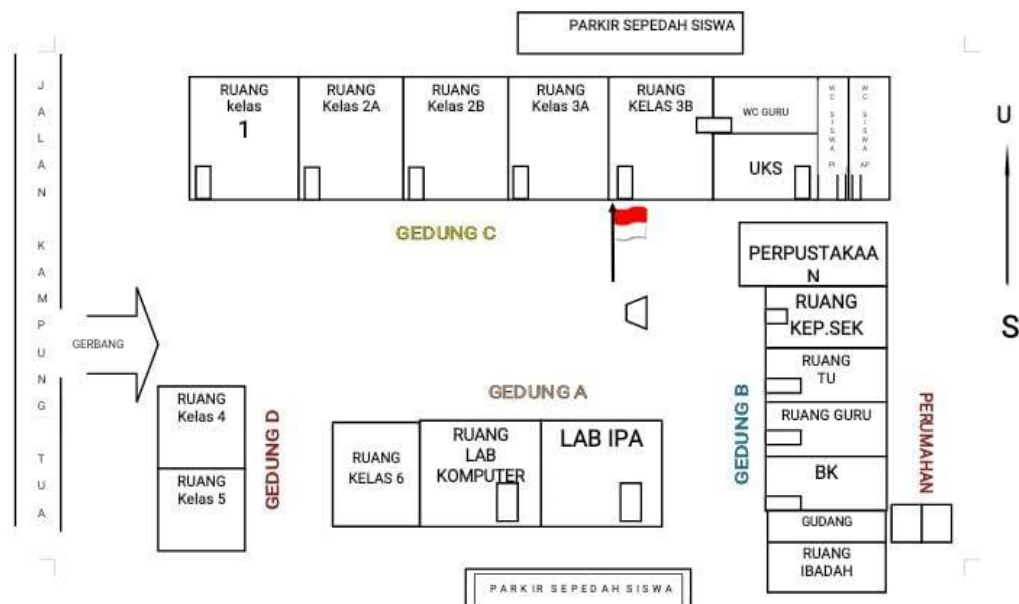 PARKIR SEPEDAH SISWA
JALAN KAMPUNG TUA
RUANG
kelas
1
RUANG
Kelas 2A
RUANG
Kelas 2B
RUANG
Kelas 3A
RUANG
KELAS 3B
WC GURU
UKS
WC SISWA PI
WC SISWA AP
U
S
GEDUNG C
PERPUSTAKAA
N
RUANG
KEP.SEK
RUANG
TU
RUANG GURU
BK
GUDANG
RUANG
IBADAH
GEDUNG B
PERUMAHAN
GERBANG
RUANG
Kelas 4
RUANG
Kelas 5
GEDUNG D
GEDUNG A
RUANG
KELAS 6
RUANG
LAB
KOMPUTER
LAB IPA
PARKIR SEPEDAH SISWA